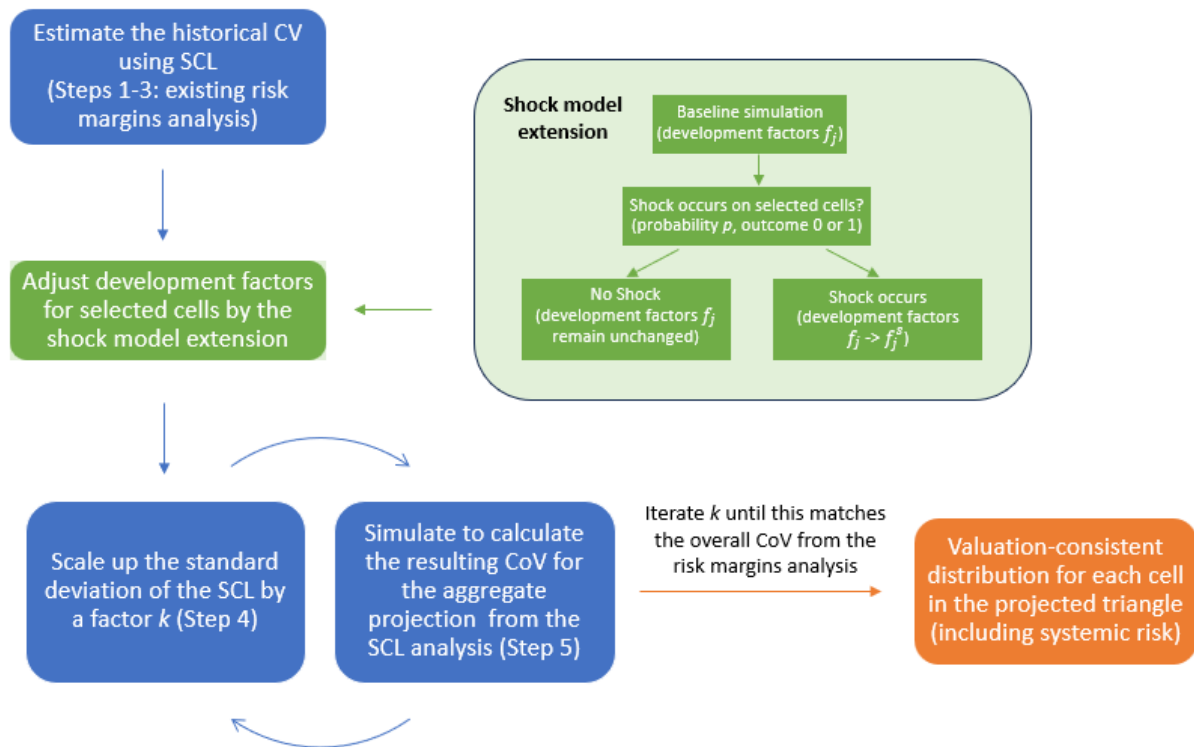 Estimate the historical CV
using SCL
(Steps 1-3: existing risk
margins analysis)
Shock model
extension
Baseline simulation
(development factors f_j)
Shock occurs on selected cells?
(probability p, outcome 0 or 1)
No Shock
(development factors f_j
remain unchanged)
Shock occurs
(development factors
f_j -> f_j^s)
Adjust development factors
for selected cells by the
shock model extension
Scale up the standard
deviation of the SCL by
a factor k (Step 4)
Simulate to calculate
the resulting CoV for
the aggregate
projection from the
SCL analysis (Step 5)
Iterate k until this matches
the overall CoV from the
risk margins analysis
Valuation-consistent
distribution for each cell
in the projected triangle
(including systemic risk)